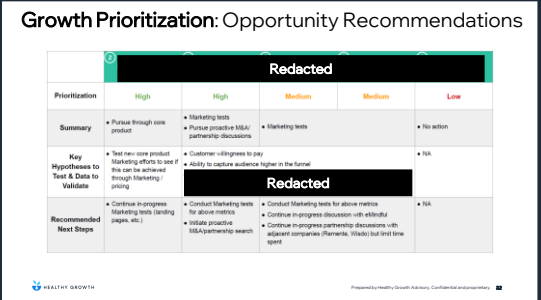 Growth Prioritization: Opportunity Recommendations
2
Redacted
Prioritization
High
High
Medium
Medium
Low
Summary
• Pursue through core
product
• Marketing tests
• Pursue proactive M&A/
partnership discussions
• Marketing tests
• No action
Key
Hypotheses to
Test & Data to
Validate
• Test new core product
Marketing efforts to see if
this can be achieved
through Marketing /
pricing
• Customer willingness to pay
• Ability to capture audience higher in the funnel
Redacted
• NA
Recommended
Next Steps
• Continue in-progress
Marketing tests (landing
pages, etc.)
• Conduct Marketing tests
for above metrics
• Initiate proactive
M&A/partnership search
• Conduct Marketing tests for above metrics
• Continue in-progress discussion with eMindful
• Continue in-progress partnership discussions with
adjacent companies (Remente, Wisdo) but limit time
spent
• NA
HEALTHY GROWTH
Prepared by Healthy Growth Advisory. Confidential and proprietary.